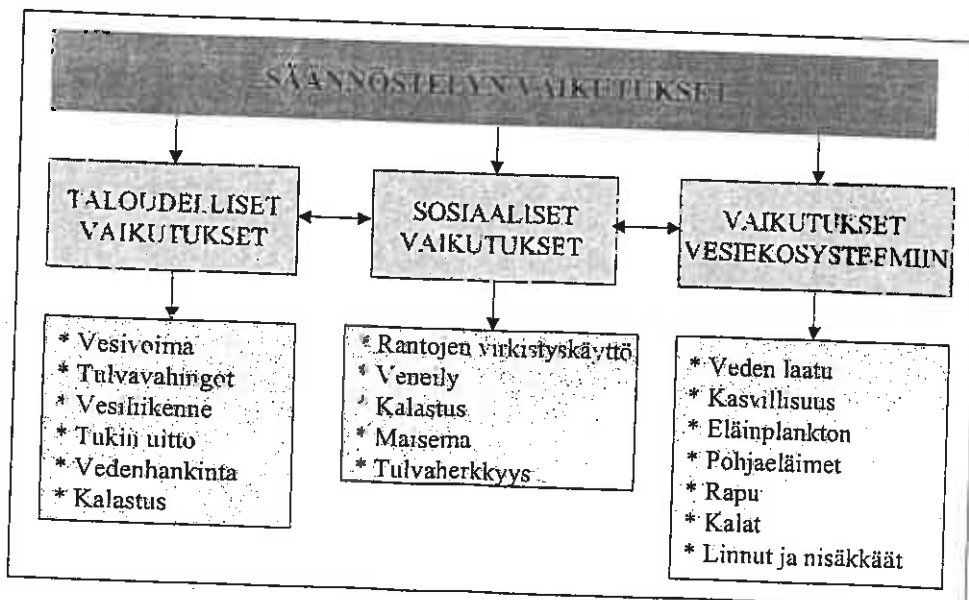 SÄÄNNÖSTELYN VAIKUTUKSET
TALOUDELLISET
VAIKUTUKSET
SOSIAALISET
VAIKUTUKSET
VAIKUTUKSET
VESIEKOSYSTEEMIIN
* Vesivoima
* Tulvavahingot
* Vesiliikenne
* Tukin uitto
* Vedenhankinta
* Kalastus
* Rantojen virkistyskäyttö
* Veneily
* Kalastus
* Maisema
* Tulvaherkkyys
* Veden laatu
* Kasvillisuus
* Eläinplankton
* Pohjaeläimet
* Rapu
* Kalat
* Linnut ja nisäkkäät